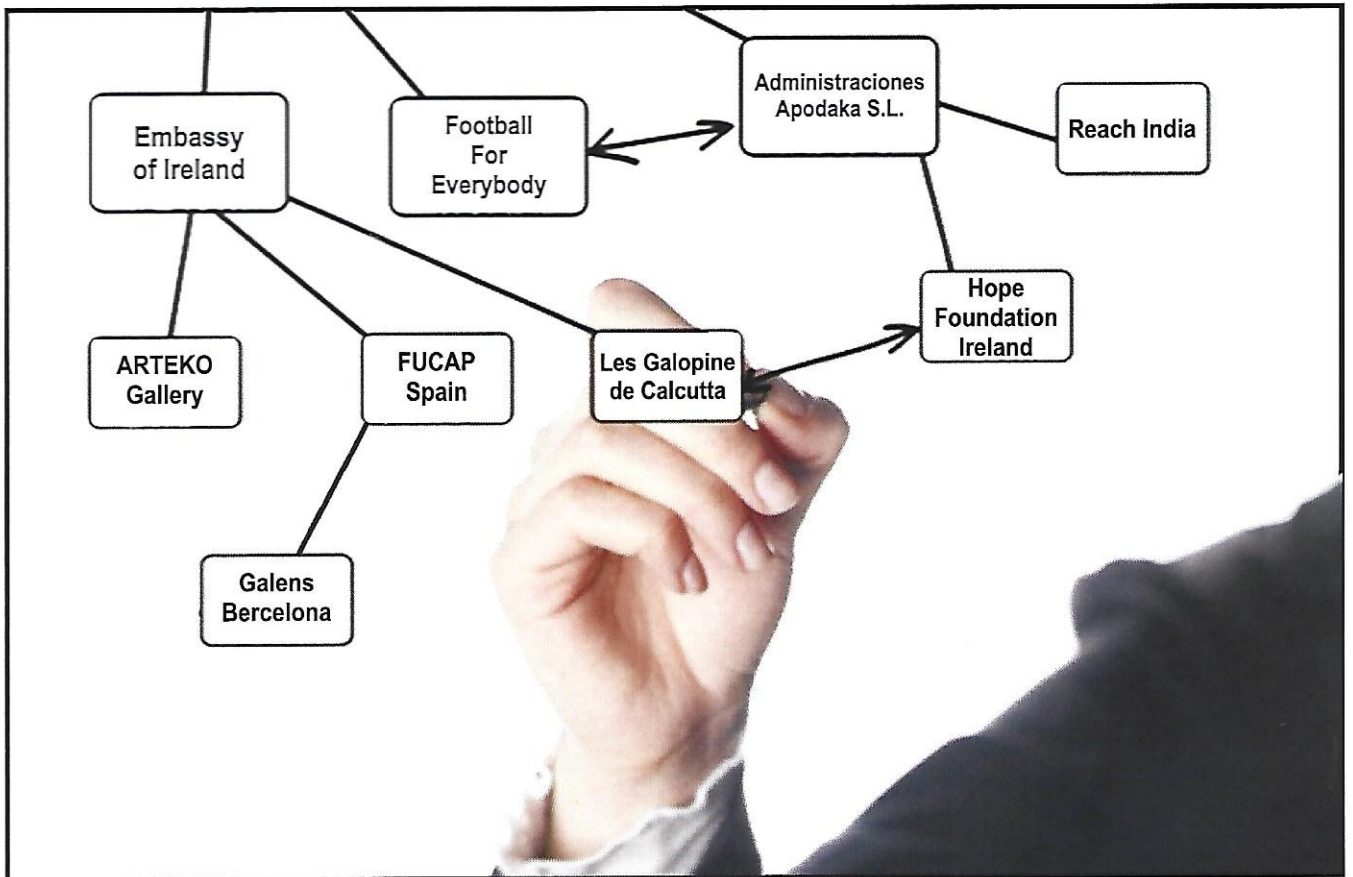 Embassy
of Ireland
Football
For
Everybody
Administraciones
Apodaka S.L.
Reach India
Hope
Foundation
Ireland
ARTEKO
Gallery
FUCAP
Spain
Les Galopine
de Calcutta
Galens
Bercelona